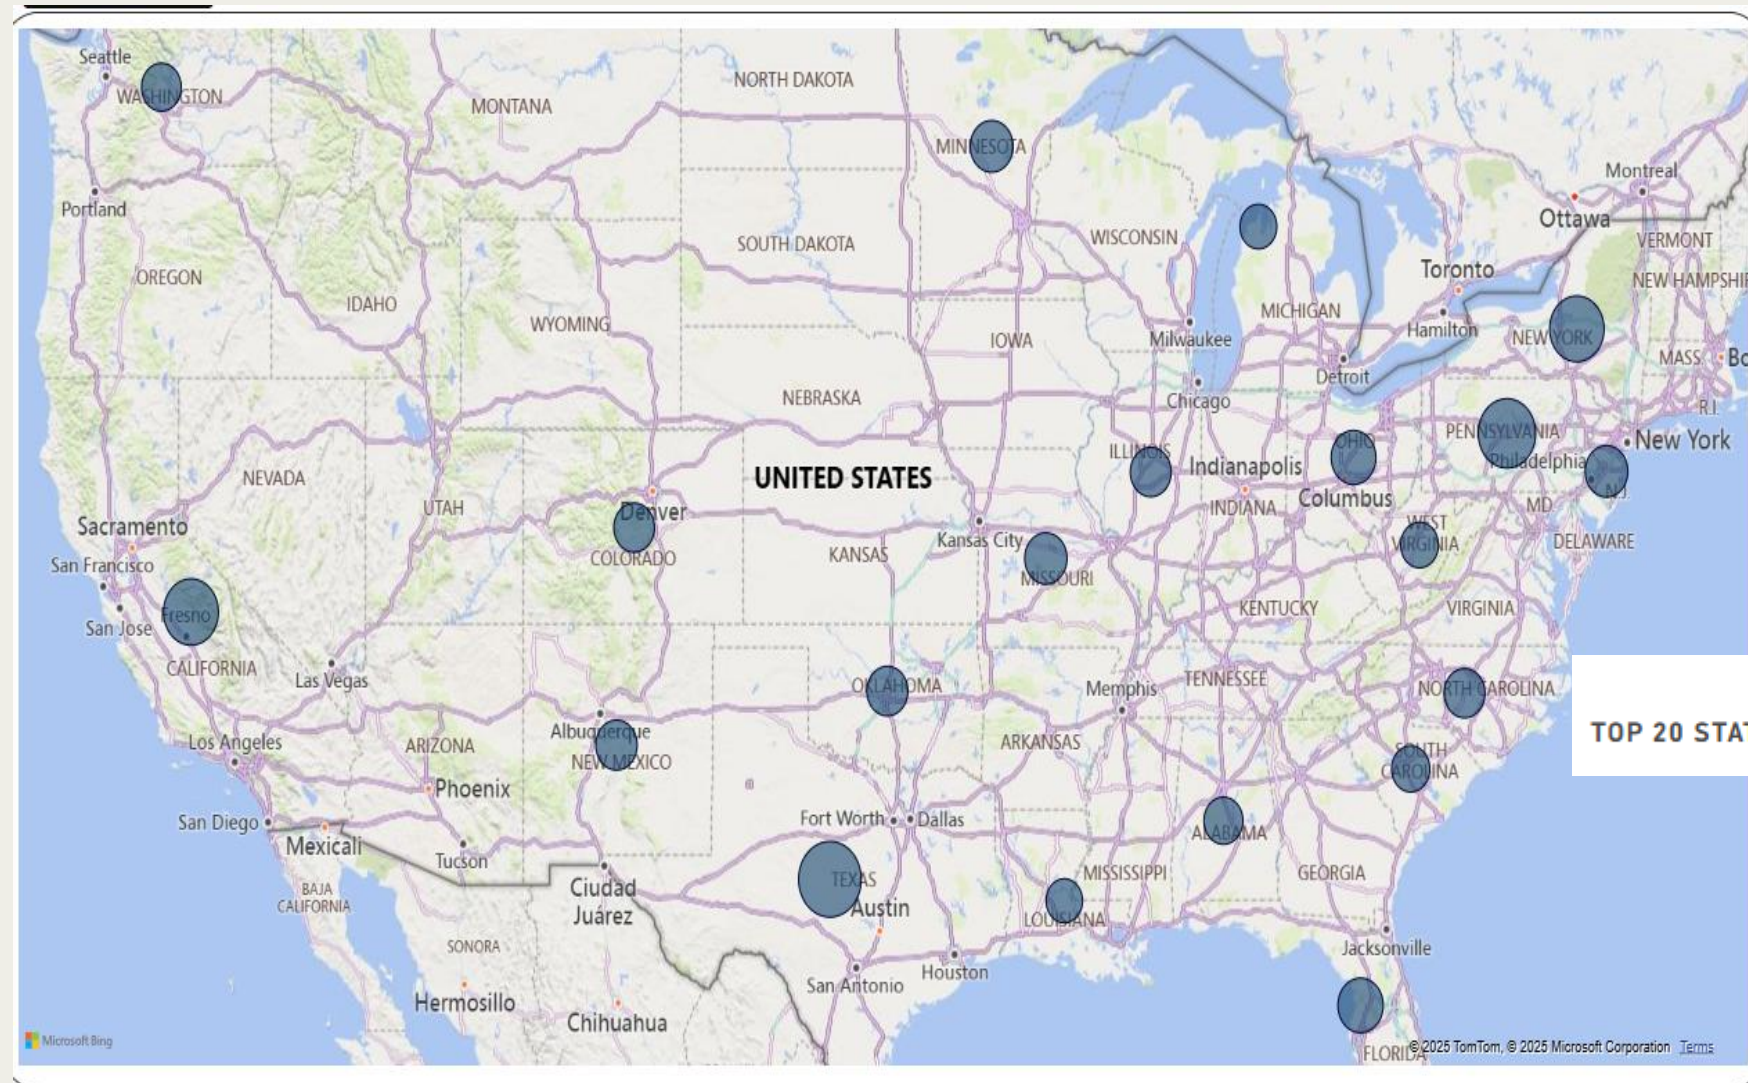 Seattle
WASHINGTON
MONTANA
NORTH DAKOTA
MINNESOTA
Montreal
Portland
Ottawa
SOUTH DAKOTA
WISCONSIN
VERMONT
OREGON
Toronto
NEW HAMPSHIR
IDAHO
WYOMING
MICHIGAN
Hamilton
IOWA
Milwaukee
NEW YORK
MASS.
Bo
Detroit
NEBRASKA
Chicago
R.I.
OHIO
PENNSYLVANIA
New York
ILLINOIS
Indianapolis
Philadelphia
NEVADA
UNITED STATES
N.J.
UTAH
Denver
INDIANA
Columbus
MD.
Sacramento
WEST
VIRGINIA
San Francisco
COLORADO
KANSAS
Kansas City
DELAWARE
MISSOURI
Fresno
San Jose
KENTUCKY
VIRGINIA
CALIFORNIA
Las Vegas
OKLAHOMA
Memphis
TENNESSEE
NORTH CAROLINA
Los Angeles
Albuquerque
ARIZONA
NEW MEXICO
ARKANSAS
SOUTH
CAROLINA
TOP 20 STAT
Phoenix
San Diego
Mexicali
Fort Worth
Dallas
ALABAMA
Tucson
BAJA
CALIFORNIA
Ciudad
Juárez
TEXAS
Austin
MISSISSIPPI
GEORGIA
LOUISIANA
SONORA
Jacksonville
San Antonio
Houston
Hermosillo
Chihuahua
Microsoft Bing
FLORIDA
© 2025 TomTom, © 2025 Microsoft Corporation Terms